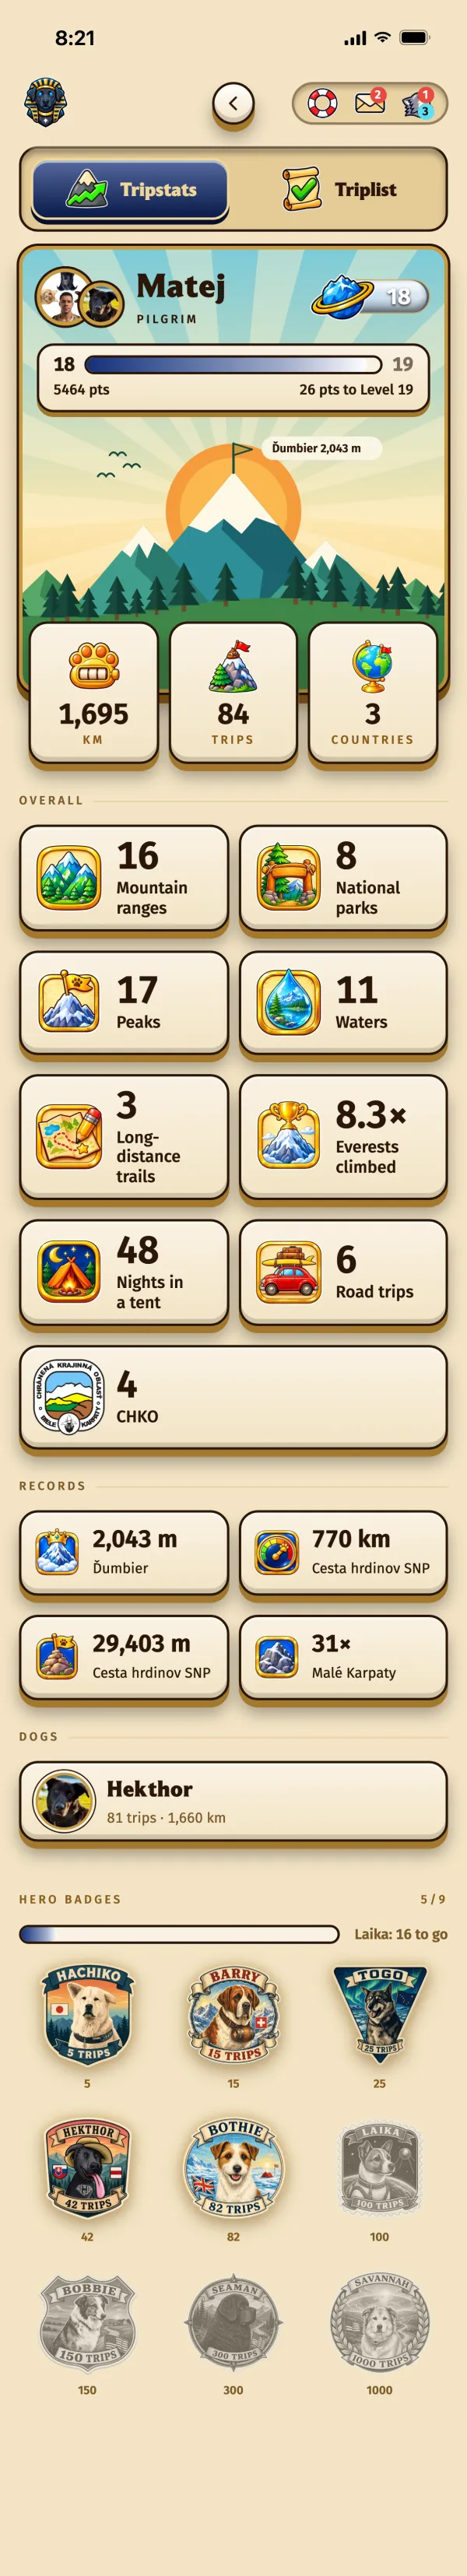 8:21
2
1
3
Tripstats
Triplist
Matej
PILGRIM
18
18
19
5464 pts
26 pts to Level 19
Ďumbier 2,043 m
1,695
KM
84
TRIPS
3
COUNTRIES
OVERALL
16
Mountain
ranges
8
National
parks
17
Peaks
11
Waters
3
Long-
distance
trails
8.3×
Everests
climbed
48
Nights in
a tent
6
Road trips
CHRÁNENÁ KRAJINNÁ OBLASŤ
BIELE KARPATY
4
CHKO
RECORDS
2,043 m
Ďumbier
770 km
Cesta hrdinov SNP
29,403 m
Cesta hrdinov SNP
31×
Malé Karpaty
DOGS
Hekthor
81 trips · 1,660 km
HERO BADGES
5/9
Laika: 16 to go
HACHIKO
5 TRIPS
5
BARRY
15 TRIPS
15
TOGO
25 TRIPS
25
HEKTHOR
42 TRIPS
42
BOTHIE
82 TRIPS
82
LAIKA
100 TRIPS
100
BOBBIE
150 TRIPS
150
SEAMAN
300 TRIPS
300
SAVANNAH
1000 TRIPS
1000